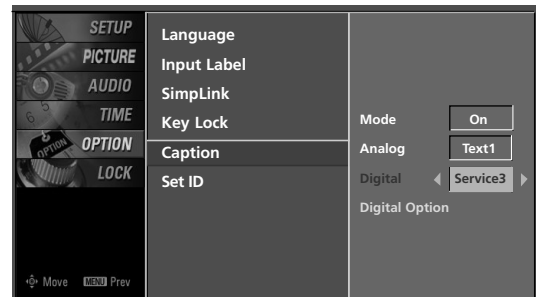 SETUP
PICTURE
AUDIO
TIME
OPTION
LOCK
Move MENU Prev
Language
Input Label
SimpLink
Key Lock
Caption
Set ID
Mode On
Analog Text1
Digital Service3
Digital Option